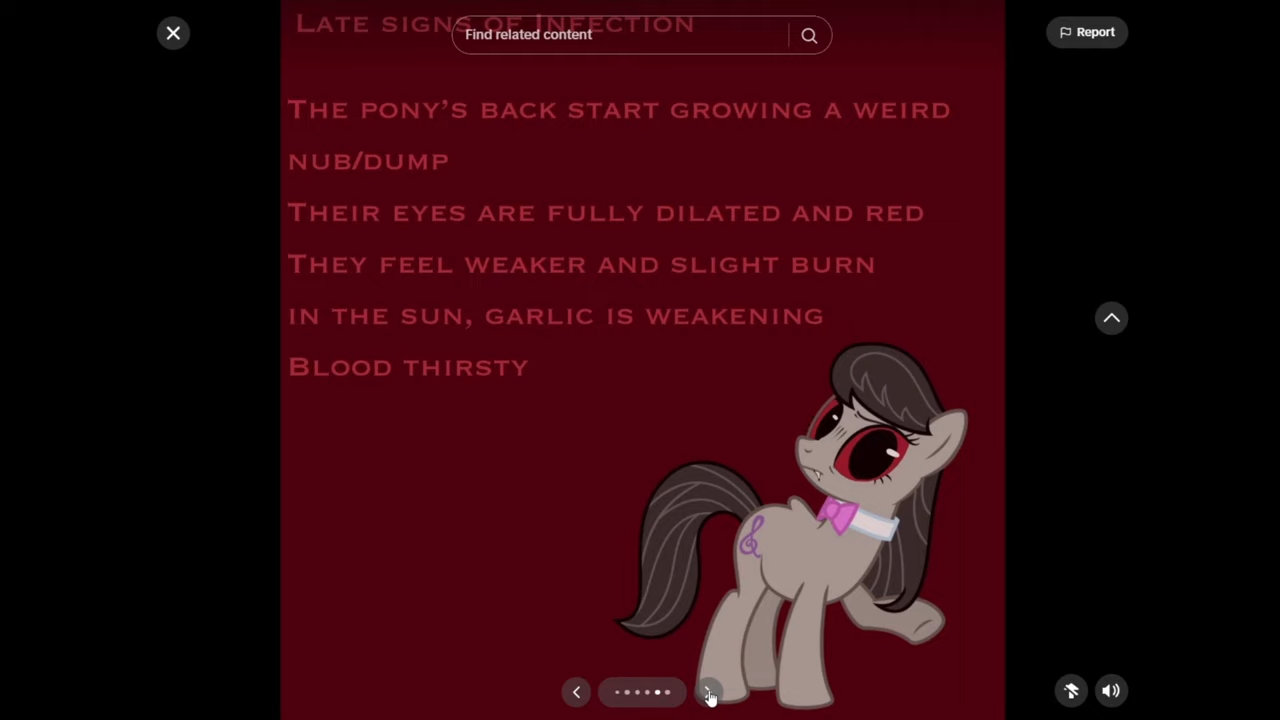 Late signs of Infection
Find related content
Report
The pony's back start growing a weird
nub/dump
Their eyes are fully dilated and red
They feel weaker and slight burn
in the sun, garlic is weakening
Blood thirsty